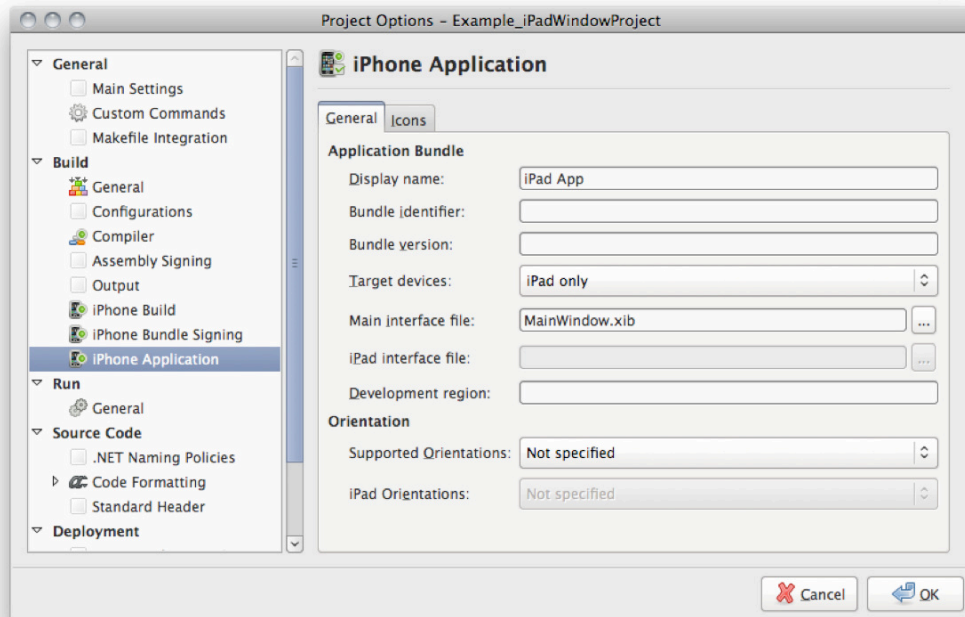 Project Options – Example_iPadWindowProject
General
Main Settings
Custom Commands
Makefile Integration
Build
General
Configurations
Compiler
Assembly Signing
Output
iPhone Build
iPhone Bundle Signing
iPhone Application
Run
General
Source Code
.NET Naming Policies
Code Formatting
Standard Header
Deployment
iPhone Application
General Icons
Application Bundle
Display name: iPad App
Bundle identifier:
Bundle version:
Target devices: iPad only
Main interface file: MainWindow.xib ...
iPad interface file: ...
Development region:
Orientation
Supported Orientations: Not specified
iPad Orientations: Not specified
Cancel OK